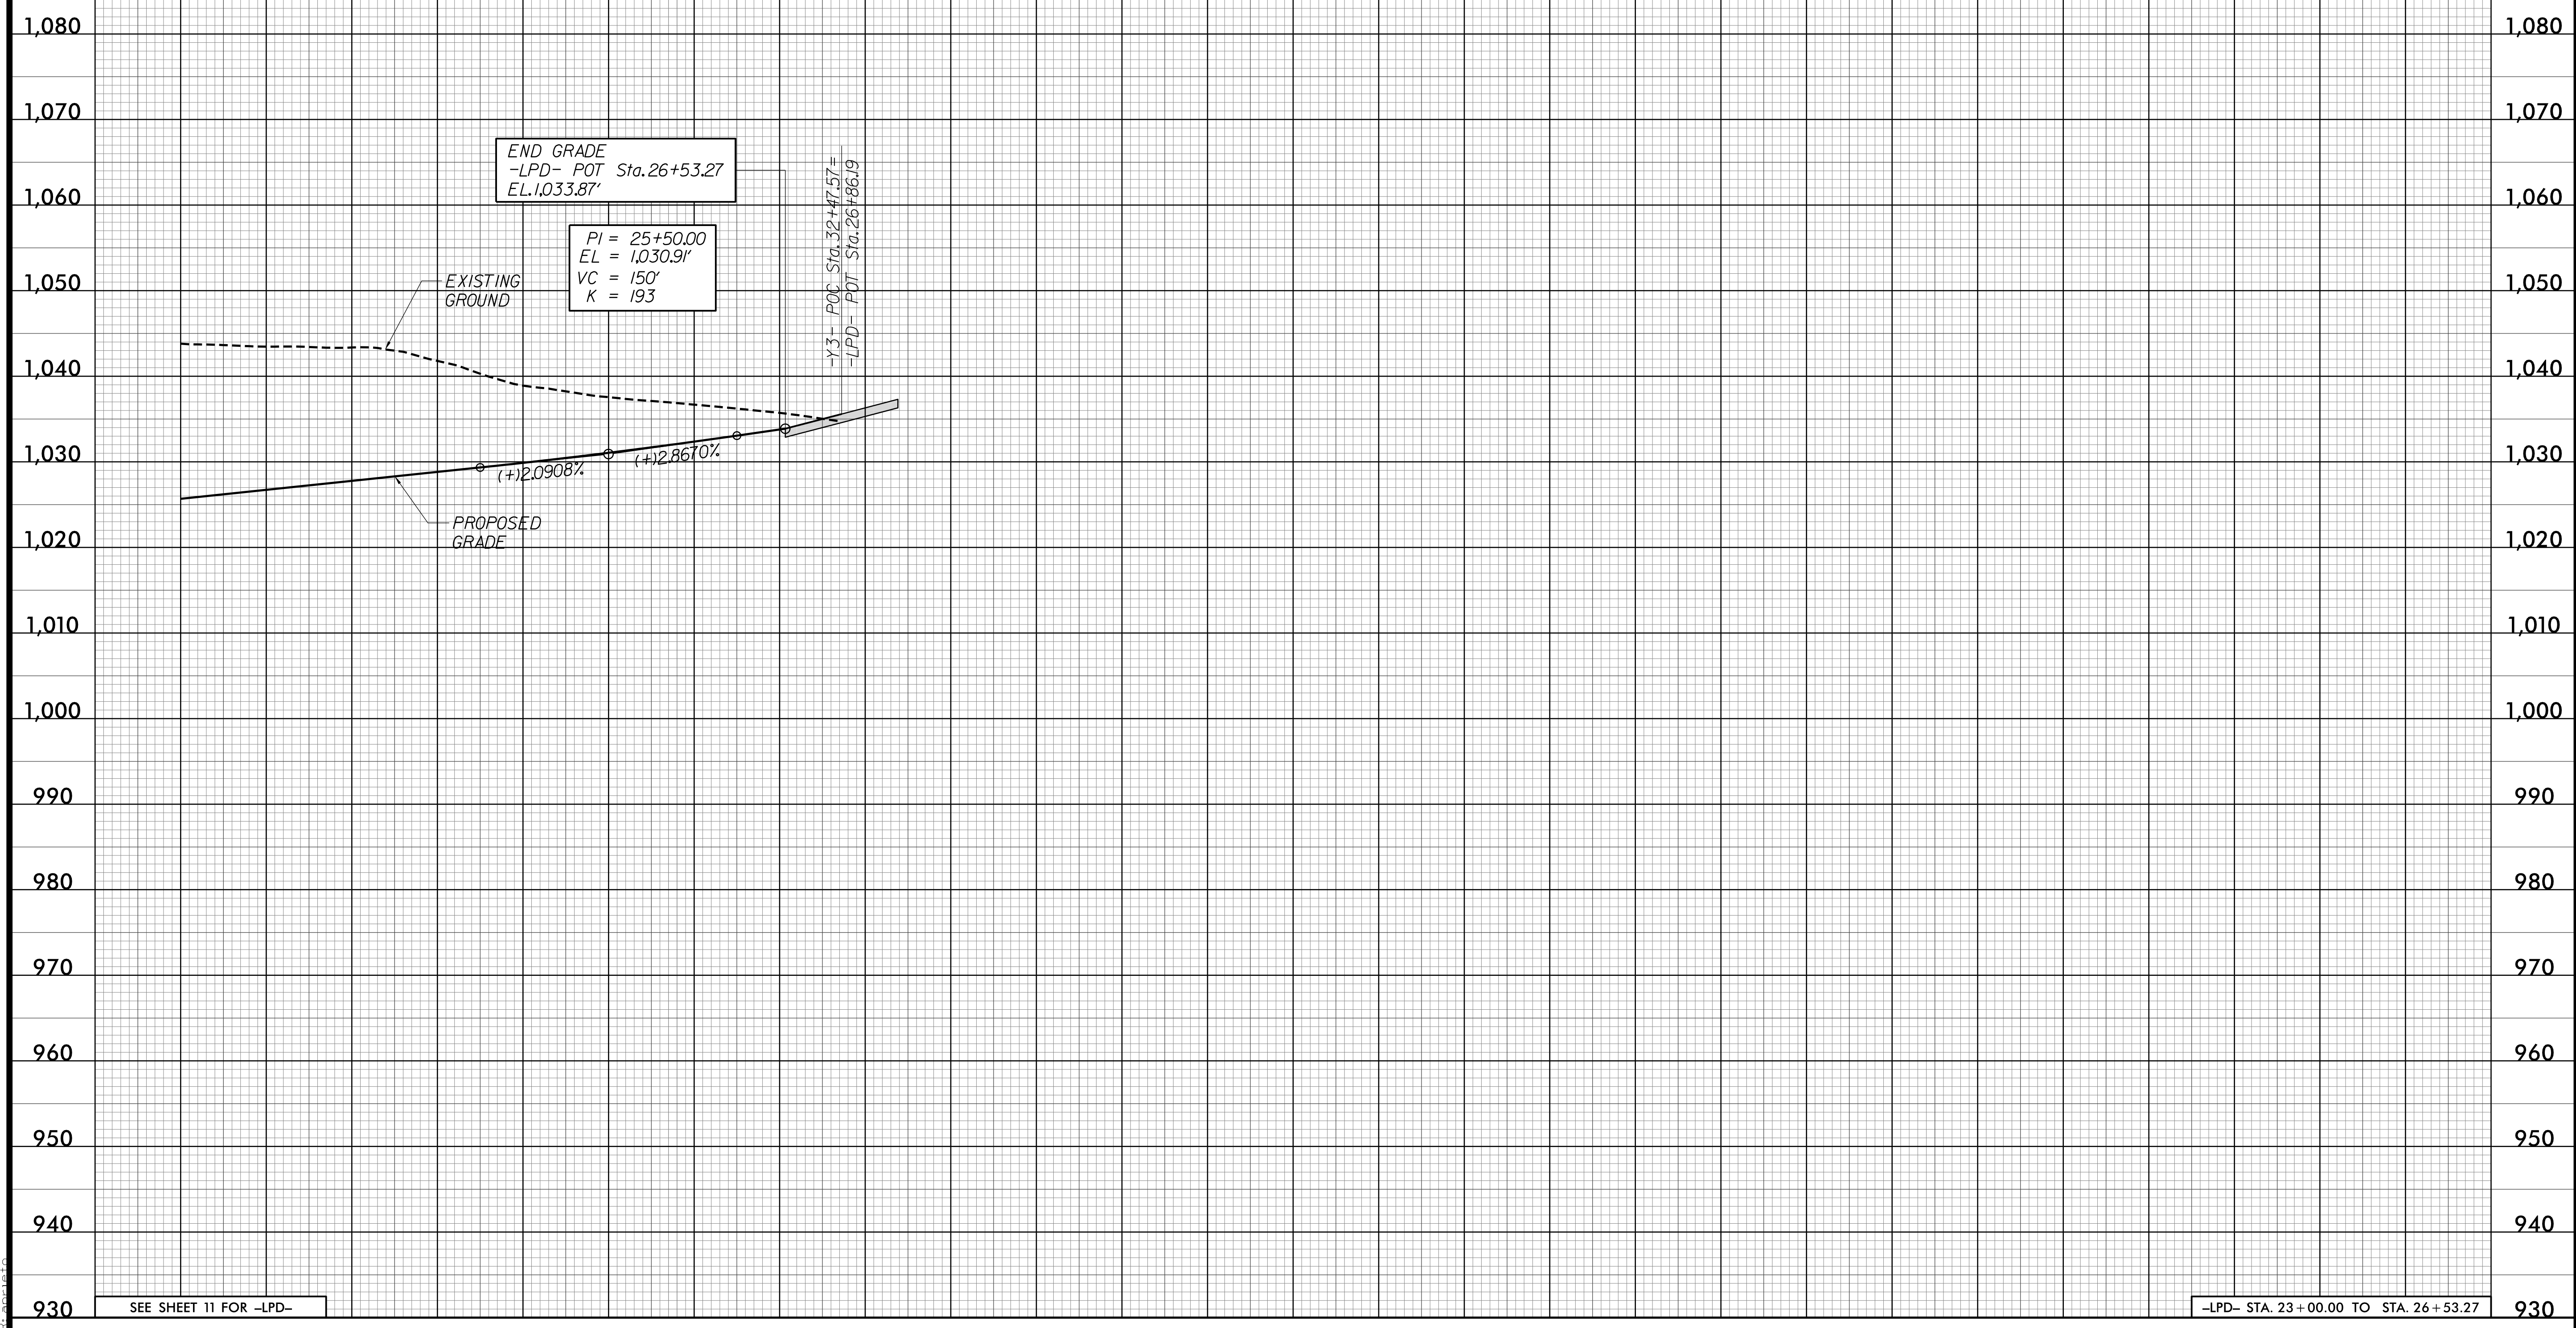 1,080
1,080
1,070
1,070
END GRADE
-LPD- POT Sta. 26+53.27
EL. 1,033.87'
-Y3- POC Sta. 32+47.57 =
-LPD- POT Sta. 26+86.19
1,060
1,060
PI = 25+50.00
EL = 1,030.91'
VC = 150'
K = 193
1,050
1,050
EXISTING
GROUND
1,040
1,040
1,030
1,030
(+)2.0908%
(+)2.8670%
PROPOSED
GRADE
1,020
1,020
1,010
1,010
1,000
1,000
990
990
980
980
970
970
960
960
950
950
940
940
930
SEE SHEET 11 FOR –LPD–
–LPD– STA. 23+00.00 TO STA. 26+53.27
930